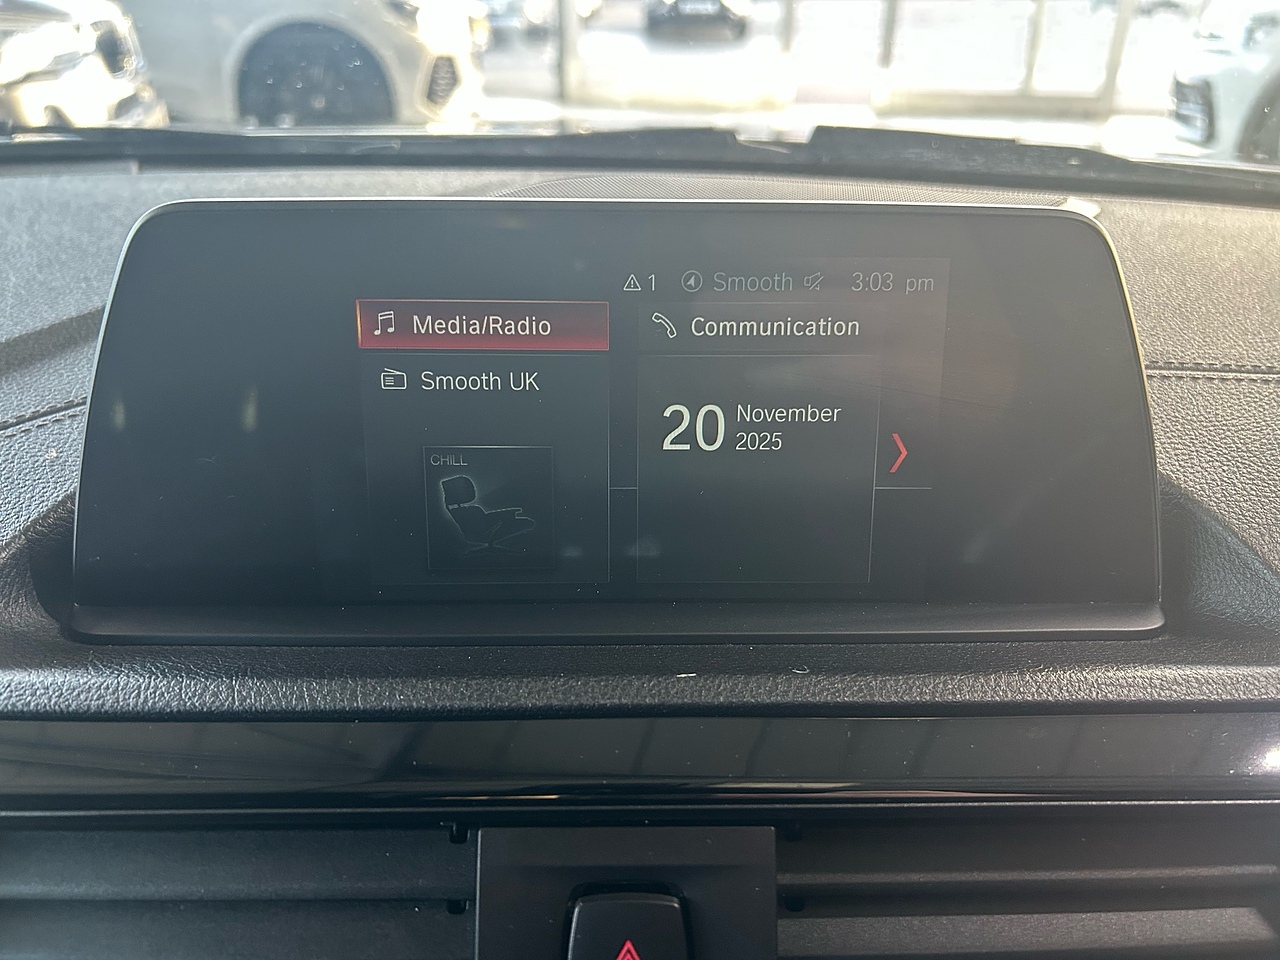 1 Smooth 3:03 pm
Media/Radio
Communication
Smooth UK
20 November
2025
CHILL